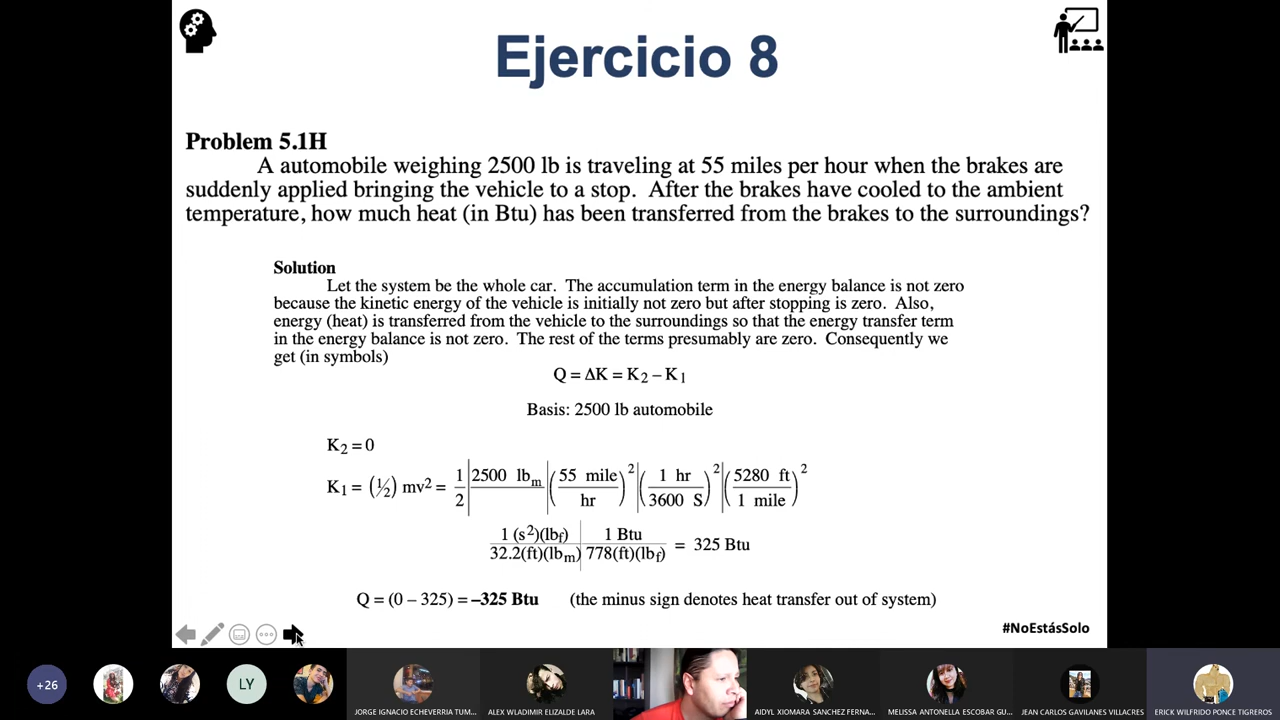 Ejercicio 8
Problem 5.1H
A automobile weighing 2500 lb is traveling at 55 miles per hour when the brakes are
suddenly applied bringing the vehicle to a stop. After the brakes have cooled to the ambient
temperature, how much heat (in Btu) has been transferred from the brakes to the surroundings?
Solution
Let the system be the whole car. The accumulation term in the energy balance is not zero
because the kinetic energy of the vehicle is initially not zero but after stopping is zero. Also,
energy (heat) is transferred from the vehicle to the surroundings so that the energy transfer term
in the energy balance is not zero. The rest of the terms presumably are zero. Consequently we
get (in symbols)
Q = ΔK = K2 – K1
Basis: 2500 lb automobile
K2 = 0
K1 = (½) mv2 = 1/2 | 2500 lbm | (55 mile/hr)2 | (1 hr/3600 S)2 | (5280 ft/1 mile)2
1 (s2)(lbf)/32.2(ft)(lbm) | 1 Btu/778(ft)(lbf) = 325 Btu
Q = (0 – 325) = –325 Btu (the minus sign denotes heat transfer out of system)
#NoEstásSolo
+26
LY
JORGE IGNACIO ECHEVERRIA TUM...
ALEX WLADIMIR ELIZALDE LARA
AIDYL XIOMARA SANCHEZ FERNA...
MELISSA ANTONELLA ESCOBAR GU...
JEAN CARLOS GAVILANES VILLACRES
ERICK WILFRIDO PONCE TIGREROS